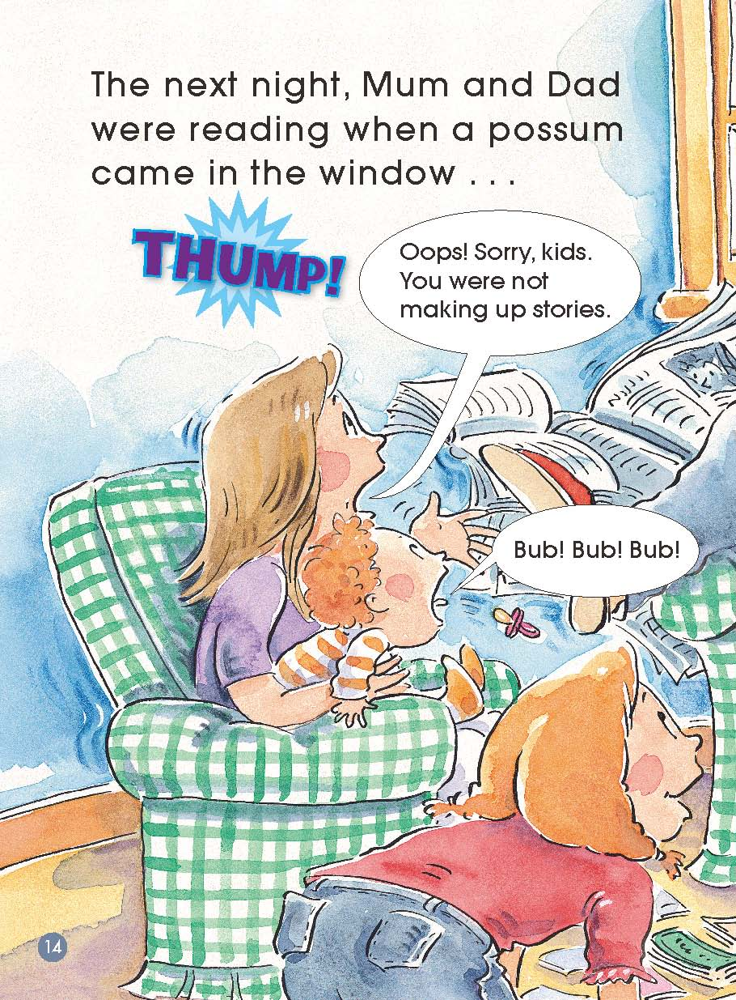 The next night, Mum and Dad
were reading when a possum
came in the window . . .
THUMP!
Oops! Sorry, kids.
You were not
making up stories.
Bub! Bub! Bub!
14